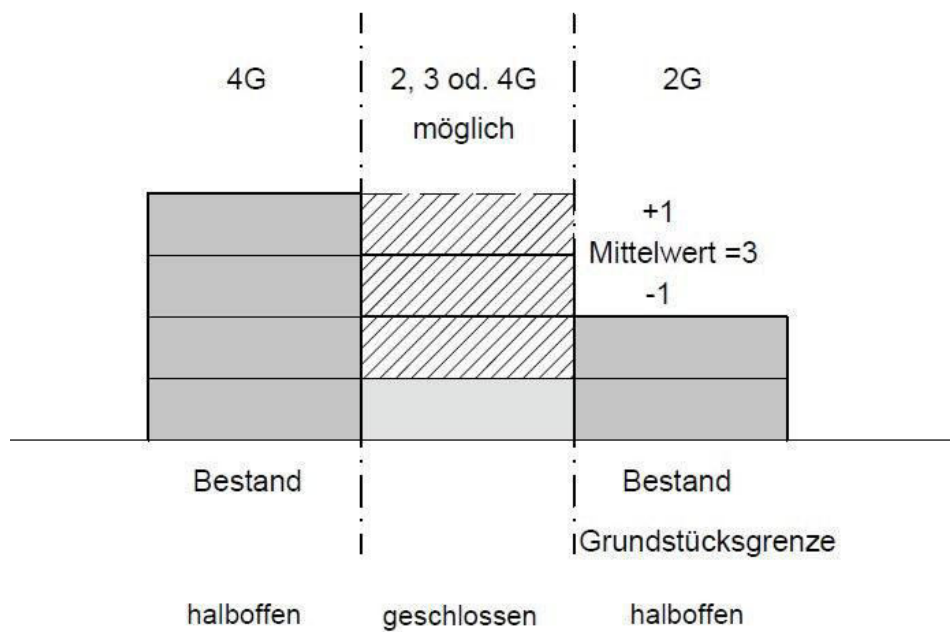 4G
2, 3 od. 4G
möglich
2G
+1
Mittelwert =3
-1
Bestand
Bestand
Grundstücksgrenze
halboffen
geschlossen
halboffen